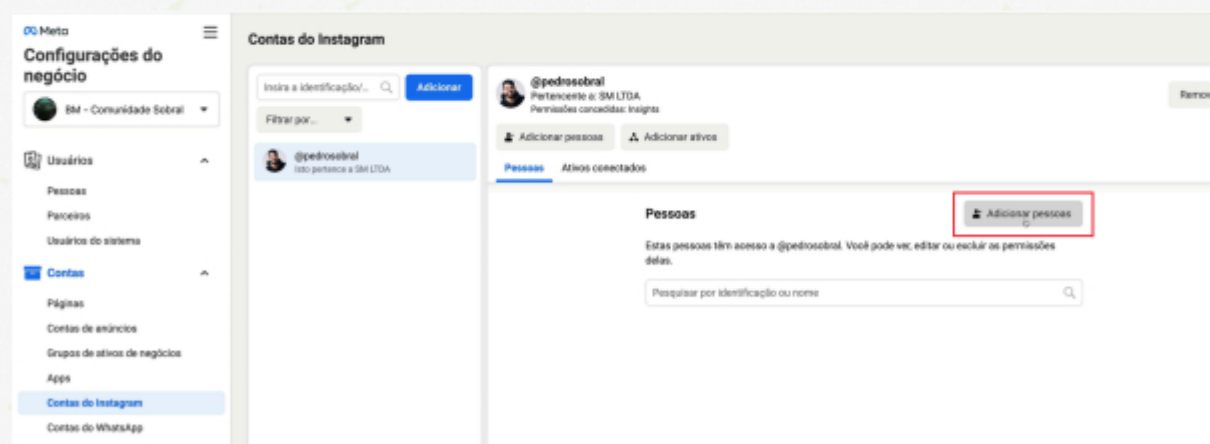 Meta
Configurações do
negócio
BM - Comunidade Sobral
Usuários
Pessoas
Parceiros
Usuários do sistema
Contas
Páginas
Contas de anúncios
Grupos de ativos de negócios
Apps
Contas do Instagram
Contas do WhatsApp
Contas do Instagram
Insira a identificação/...
Adicionar
Filtrar por...
@pedrosobral
Isto pertence a SM LTDA
@pedrosobral
Pertencente a: SM LTDA
Permissões concedidas: Insights
Remov
Adicionar pessoas
Adicionar ativos
Pessoas Ativos conectados
Pessoas
Adicionar pessoas
Estas pessoas têm acesso a @pedrosobral. Você pode ver, editar ou excluir as permissões
delas.
Pesquisar por identificação ou nome